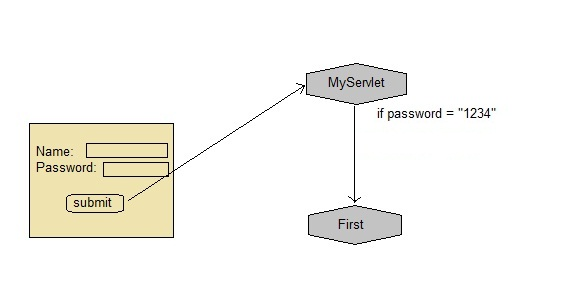 MyServlet
if password = "1234"
Name:
Password:
submit
First